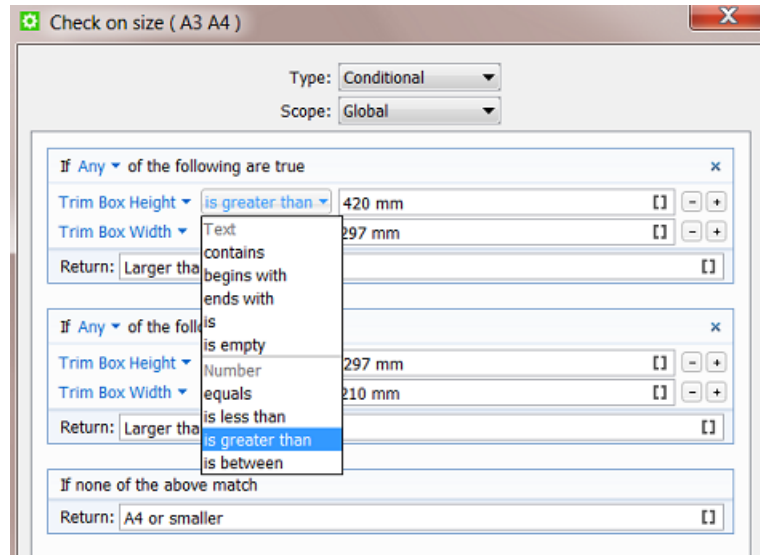 Check on size ( A3 A4 )
Type: Conditional
Scope: Global
If Any of the following are true
Trim Box Height is greater than 420 mm
Trim Box Width 297 mm
Return: Larger tha
Text
contains
begins with
ends with
is
is empty
Number
equals
is less than
is greater than
is between
If Any of the foll
Trim Box Height 297 mm
Trim Box Width 210 mm
Return: Larger tha
If none of the above match
Return: A4 or smaller